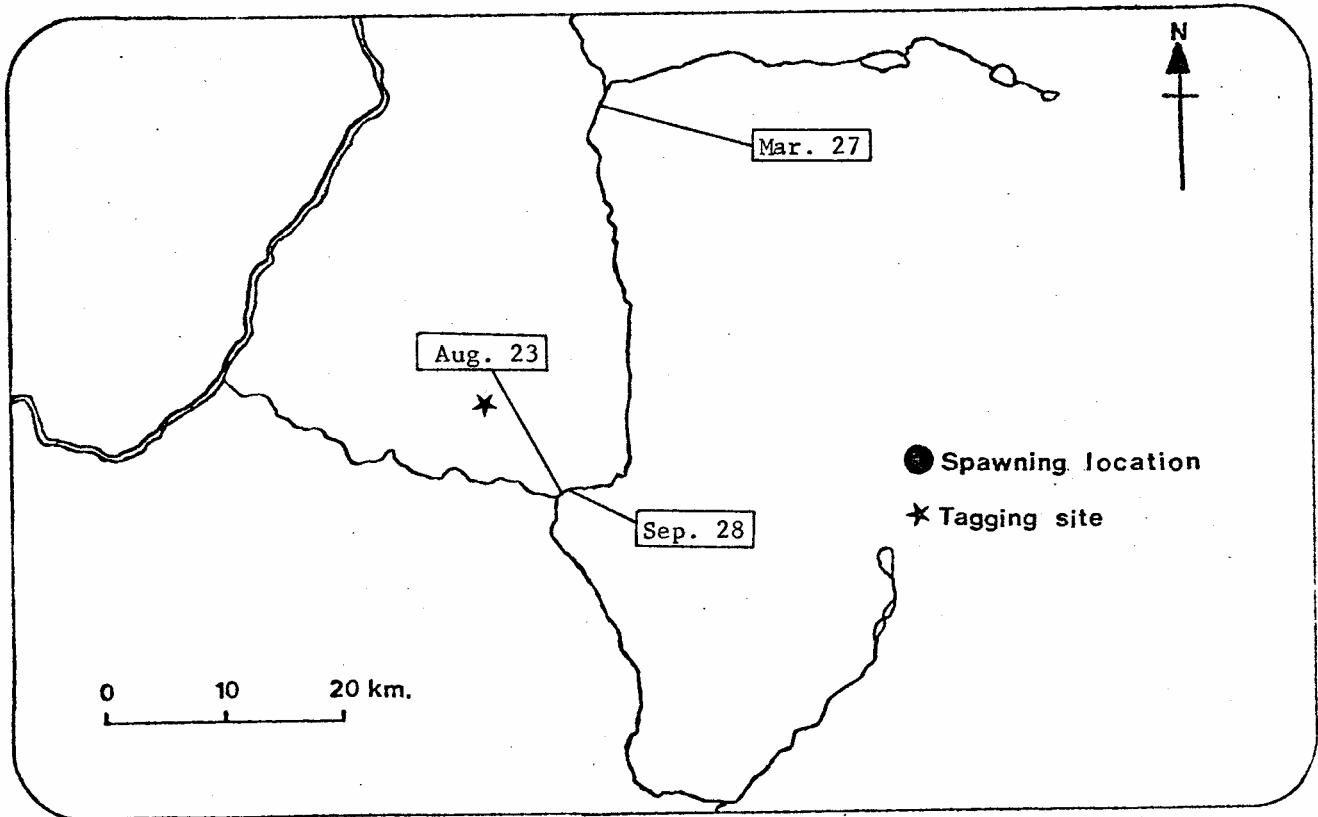 N
Mar. 27
Aug. 23
Spawning location
Tagging site
Sep. 28
0 10 20 km.